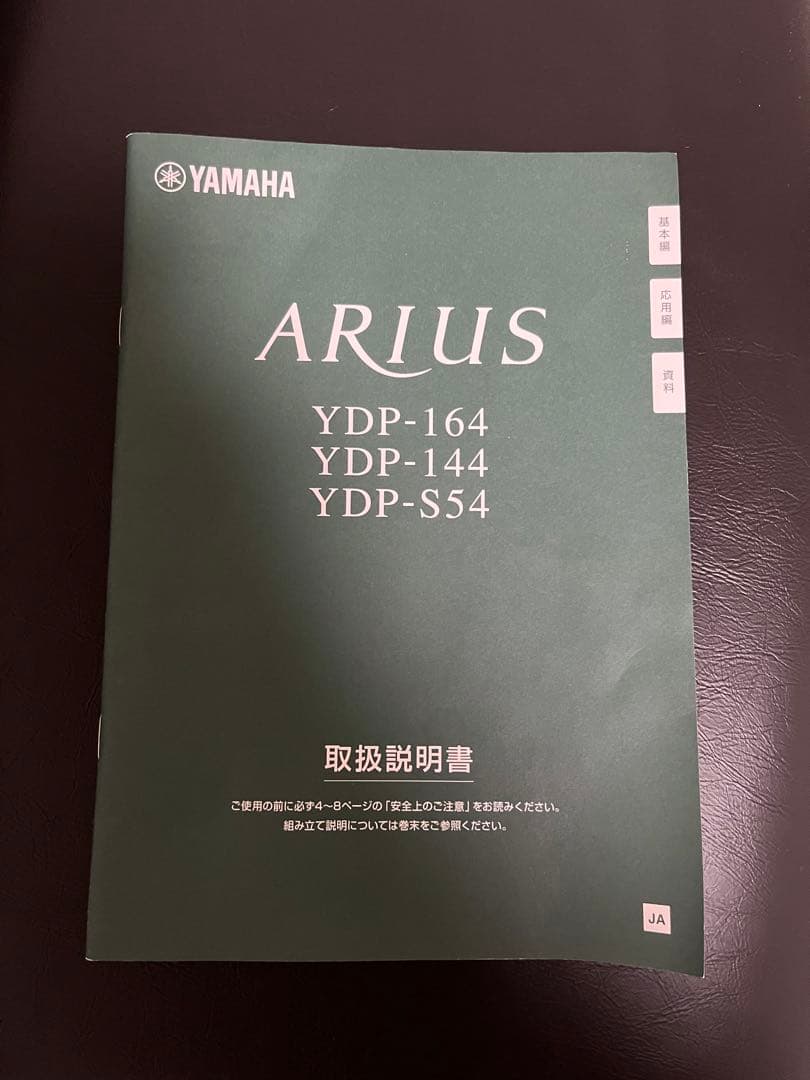 YAMAHA
基本編
応用編
資料
ARIUS
YDP-164
YDP-144
YDP-S54
取扱説明書
ご使用の前に必ず4〜8ページの「安全上のご注意」をお読みください。
組み立て説明については巻末をご参照ください。
JA